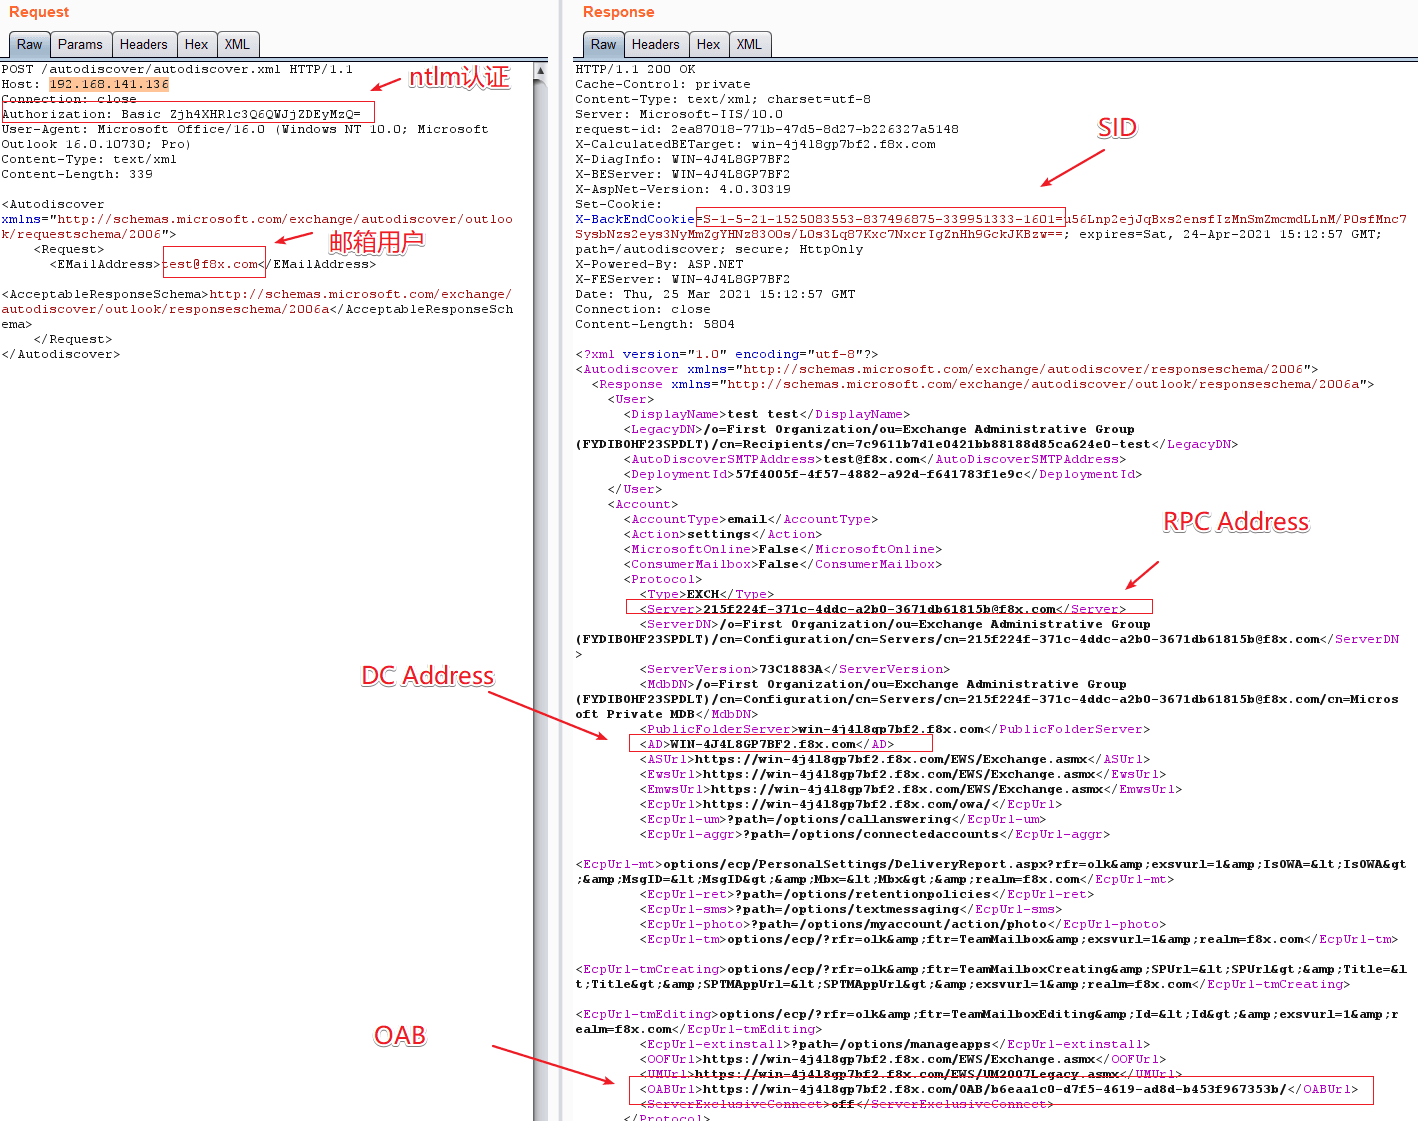 Request
Raw Params Headers Hex XML
POST /autodiscover/autodiscover.xml HTTP/1.1
Host: 192.168.141.136
ntlm认证
Connection: close
Authorization: Basic Zjh4XHRlc3Q6QWJjZDEyMzQ=
User-Agent: Microsoft Office/16.0 (Windows NT 10.0; Microsoft
Outlook 16.0.10730; Pro)
Content-Type: text/xml
Content-Length: 339
<Autodiscover
xmlns="http://schemas.microsoft.com/exchange/autodiscover/outloo
k/requestschema/2006">
<Request>
邮箱用户
<EMailAddress>test@f8x.com</EMailAddress>
<AcceptableResponseSchema>http://schemas.microsoft.com/exchange/
autodiscover/outlook/responseschema/2006a</AcceptableResponseSch
ema>
</Request>
</Autodiscover>
Response
Raw Headers Hex XML
HTTP/1.1 200 OK
Cache-Control: private
Content-Type: text/xml; charset=utf-8
Server: Microsoft-IIS/10.0
request-id: 2ea87018-771b-47d5-8d27-b226327a5148
SID
X-CalculatedBETarget: win-4j4l8gp7bf2.f8x.com
X-DiagInfo: WIN-4J4L8GP7BF2
X-BEServer: WIN-4J4L8GP7BF2
X-AspNet-Version: 4.0.30319
Set-Cookie:
X-BackEndCookie=S-1-5-21-1525083553-837496875-339951333-1601=u56Lnp2ejJqBxs2ensfIzMnSmZmcmdLLnM/P0sfMnc7
SysbNzs2eys3NyMmZgYHNz83O0s/L0s3Lq87Kxc7NxcrIgZnHh9GckJKBzw==; expires=Sat, 24-Apr-2021 15:12:57 GMT;
path=/autodiscover; secure; HttpOnly
X-Powered-By: ASP.NET
X-FEServer: WIN-4J4L8GP7BF2
Date: Thu, 25 Mar 2021 15:12:57 GMT
Connection: close
Content-Length: 5804
<?xml version="1.0" encoding="utf-8"?>
<Autodiscover xmlns="http://schemas.microsoft.com/exchange/autodiscover/responseschema/2006">
<Response xmlns="http://schemas.microsoft.com/exchange/autodiscover/outlook/responseschema/2006a">
<User>
<DisplayName>test test</DisplayName>
<LegacyDN>/o=First Organization/ou=Exchange Administrative Group
(FYDIBOHF23SPDLT)/cn=Recipients/cn=7c9611b7d1e0421bb88188d85ca624e0-test</LegacyDN>
<AutoDiscoverSMTPAddress>test@f8x.com</AutoDiscoverSMTPAddress>
<DeploymentId>57f4005f-4f57-4882-a92d-f641783f1e9c</DeploymentId>
</User>
<Account>
<AccountType>email</AccountType>
<Action>settings</Action>
RPC Address
<MicrosoftOnline>False</MicrosoftOnline>
<ConsumerMailbox>False</ConsumerMailbox>
<Protocol>
<Type>EXCH</Type>
<Server>215f224f-371c-4ddc-a2b0-3671db61815b@f8x.com</Server>
<ServerDN>/o=First Organization/ou=Exchange Administrative Group
(FYDIBOHF23SPDLT)/cn=Configuration/cn=Servers/cn=215f224f-371c-4ddc-a2b0-3671db61815b@f8x.com</ServerDN
>
<ServerVersion>73C1883A</ServerVersion>
DC Address
<MdbDN>/o=First Organization/ou=Exchange Administrative Group
(FYDIBOHF23SPDLT)/cn=Configuration/cn=Servers/cn=215f224f-371c-4ddc-a2b0-3671db61815b@f8x.com/cn=Micros
oft Private MDB</MdbDN>
<PublicFolderServer>win-4j4l8gp7bf2.f8x.com</PublicFolderServer>
<AD>WIN-4J4L8GP7BF2.f8x.com</AD>
<ASUrl>https://win-4j4l8gp7bf2.f8x.com/EWS/Exchange.asmx</ASUrl>
<EwsUrl>https://win-4j4l8gp7bf2.f8x.com/EWS/Exchange.asmx</EwsUrl>
<EmwsUrl>https://win-4j4l8gp7bf2.f8x.com/EWS/Exchange.asmx</EmwsUrl>
<EcpUrl>https://win-4j4l8gp7bf2.f8x.com/owa/</EcpUrl>
<EcpUrl-um>?path=/options/callanswering</EcpUrl-um>
<EcpUrl-aggr>?path=/options/connectedaccounts</EcpUrl-aggr>
<EcpUrl-mt>options/ecp/PersonalSettings/DeliveryReport.aspx?rfr=olk&amp;exsvurl=1&amp;IsOWA=&lt;IsOWA&gt
;&amp;MsgID=&lt;MsgID&gt;&amp;Mbx=&lt;Mbx&gt;&amp;realm=f8x.com</EcpUrl-mt>
<EcpUrl-ret>?path=/options/retentionpolicies</EcpUrl-ret>
<EcpUrl-sms>?path=/options/textmessaging</EcpUrl-sms>
<EcpUrl-photo>?path=/options/myaccount/action/photo</EcpUrl-photo>
<EcpUrl-tm>options/ecp/?rfr=olk&amp;ftr=TeamMailbox&amp;exsvurl=1&amp;realm=f8x.com</EcpUrl-tm>
<EcpUrl-tmCreating>options/ecp/?rfr=olk&amp;ftr=TeamMailboxCreating&amp;SPUrl=&lt;SPUrl&gt;&amp;Title=&l
t;Title&gt;&amp;SPTMAppUrl=&lt;SPTMAppUrl&gt;&amp;exsvurl=1&amp;realm=f8x.com</EcpUrl-tmCreating>
<EcpUrl-tmEditing>options/ecp/?rfr=olk&amp;ftr=TeamMailboxEditing&amp;Id=&lt;Id&gt;&amp;exsvurl=1&amp;r
ealm=f8x.com</EcpUrl-tmEditing>
OAB
<EcpUrl-extinstall>?path=/options/manageapps</EcpUrl-extinstall>
<OOFUrl>https://win-4j4l8gp7bf2.f8x.com/EWS/Exchange.asmx</OOFUrl>
<UMUrl>https://win-4j4l8gp7bf2.f8x.com/EWS/UM2007Legacy.asmx</UMUrl>
<OABUrl>https://win-4j4l8gp7bf2.f8x.com/OAB/b6eaa1c0-d7f5-4619-ad8d-b453f967353b/</OABUrl>
<ServerExclusiveConnect>off</ServerExclusiveConnect>
</Protocol>